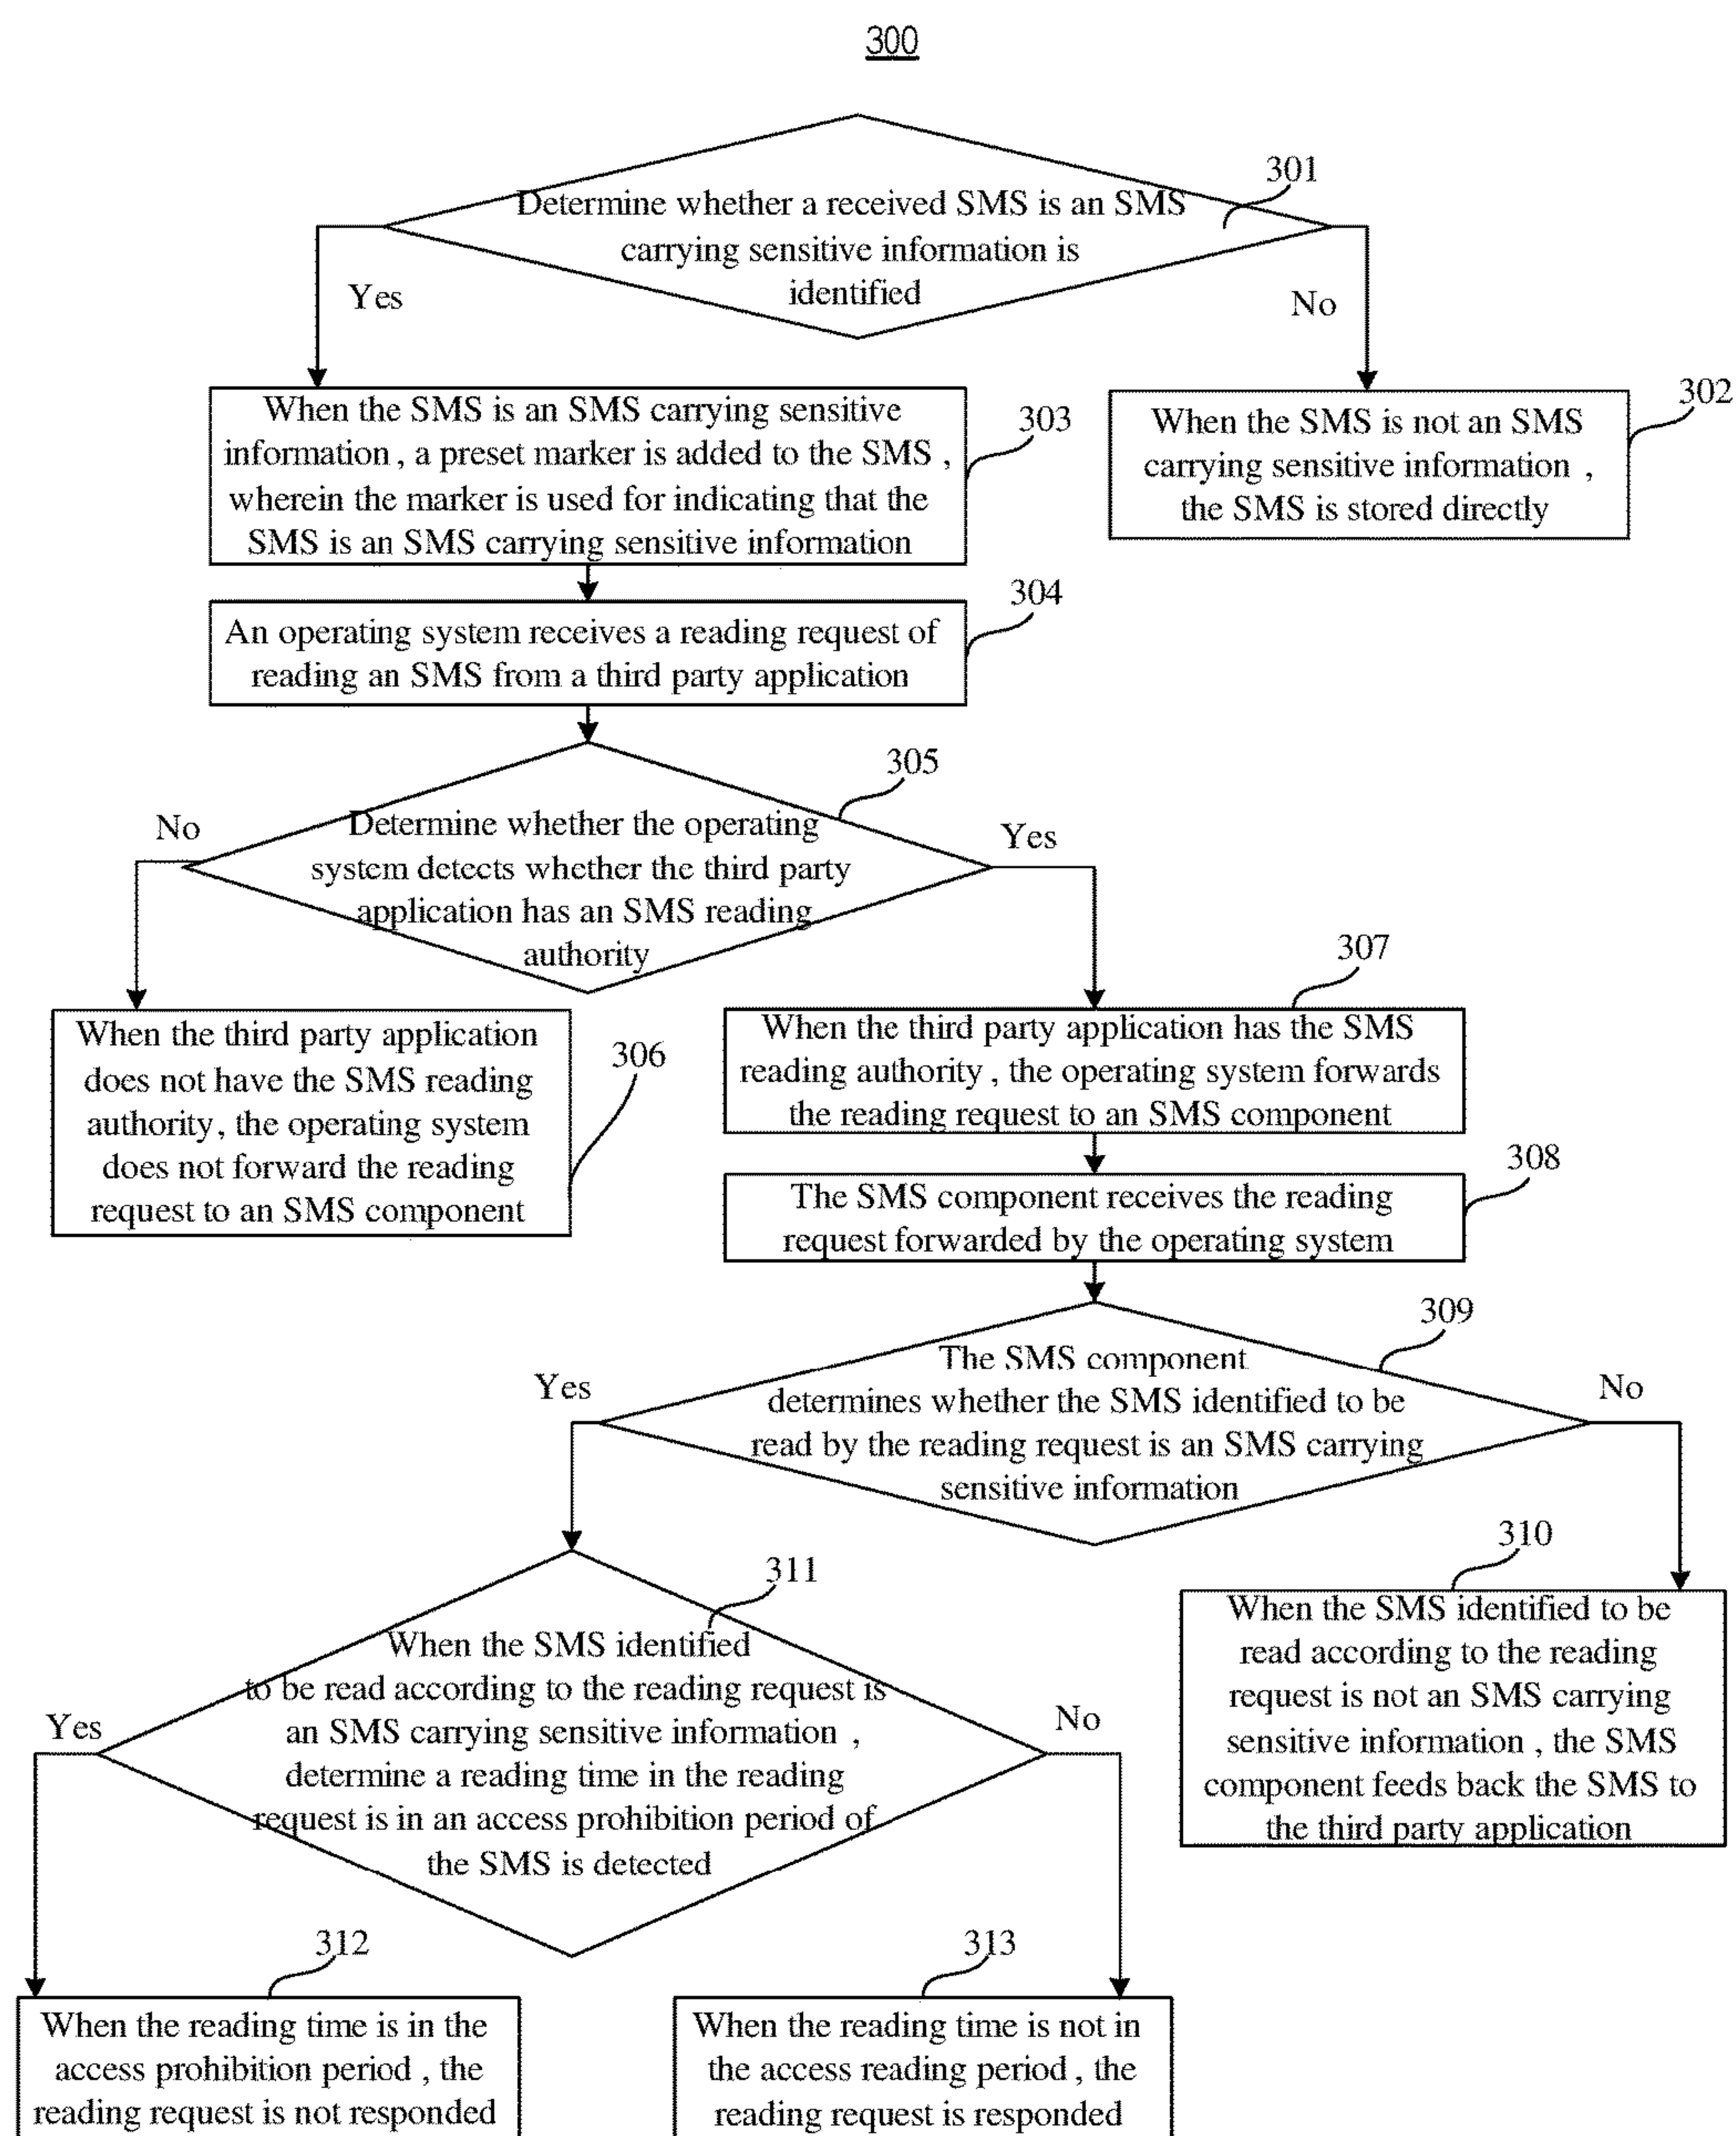 300
301
Determine whether a received SMS is an SMS
carrying sensitive information is
identified
Yes
No
When the SMS is an SMS carrying sensitive
information , a preset marker is added to the SMS ,
wherein the marker is used for indicating that the
SMS is an SMS carrying sensitive information
303
When the SMS is not an SMS
carrying sensitive information ,
the SMS is stored directly
302
304
An operating system receives a reading request of
reading an SMS from a third party application
305
No
Yes
Determine whether the operating
system detects whether the third party
application has an SMS reading
authority
When the third party application
does not have the SMS reading
authority, the operating system
does not forward the reading
request to an SMS component
306
307
When the third party application has the SMS
reading authority , the operating system forwards
the reading request to an SMS component
308
The SMS component receives the reading
request forwarded by the operating system
309
Yes
No
The SMS component
determines whether the SMS identified to be
read by the reading request is an SMS carrying
sensitive information
310
When the SMS identified to be
read according to the reading
request is not an SMS carrying
sensitive information , the SMS
component feeds back the SMS to
the third party application
311
Yes
No
When the SMS identified
to be read according to the reading request is
an SMS carrying sensitive information ,
determine a reading time in the reading
request is in an access prohibition period of
the SMS is detected
312
When the reading time is in the
access prohibition period , the
reading request is not responded
313
When the reading time is not in
the access reading period , the
reading request is responded